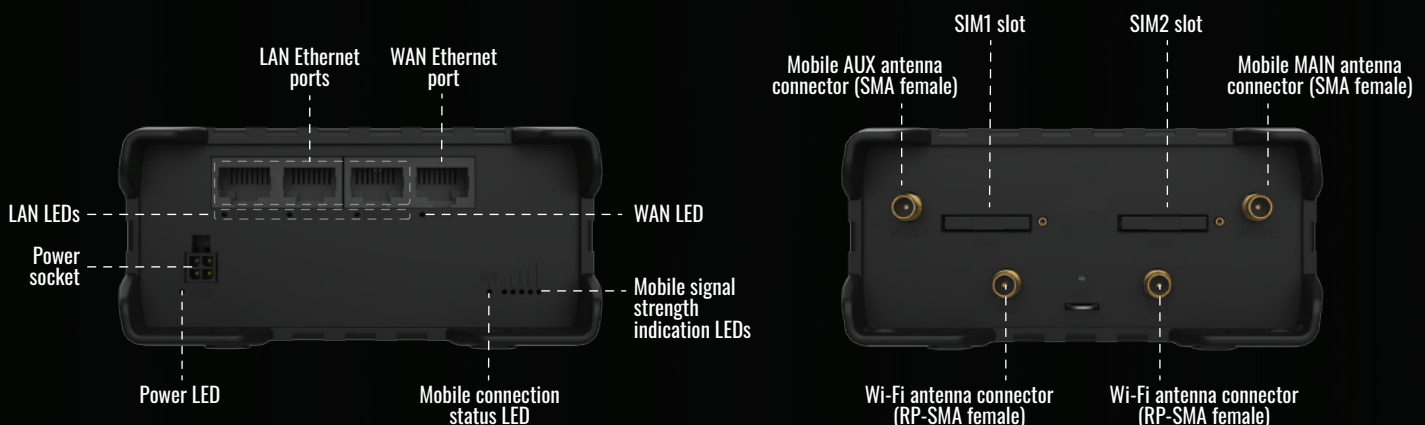 SIM1 slot
SIM2 slot
LAN Ethernet
ports
WAN Ethernet
port
Mobile AUX antenna
connector (SMA female)
Mobile MAIN antenna
connector (SMA female)
LAN LEDs
WAN LED
Power
socket
Mobile signal
strength
indication LEDs
Power LED
Mobile connection
status LED
Wi-Fi antenna connector
(RP-SMA female)
Wi-Fi antenna connector
(RP-SMA female)